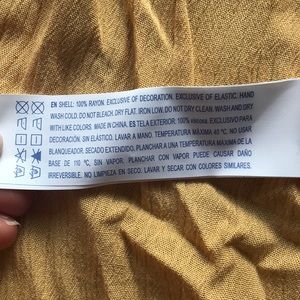 EN SHELL: 100% RAYON. EXCLUSIVE OF DECORATION. EXCLUSIVE OF ELASTIC. HAND
WASH COLD. DO NOT BLEACH. DRY FLAT. IRON LOW. DO NOT DRY CLEAN. WASH AND DRY
WITH LIKE COLORS. MADE IN CHINA. ES TELA EXTERIOR: 100% viscosa. EXCLUSIVO POR
DECORACIÓN. SIN ELÁSTICO. LAVAR A MANO. TEMPERATURA MÁXIMA 40 °C. NO USAR
BLANQUEADOR. SECADO EXTENDIDO. PLANCHAR A UNA TEMPERATURA MAXIMA DE LA
BASE DE 110 °C, SIN VAPOR. PLANCHAR CON VAPOR PUEDE CAUSAR DAÑO
IRREVERSIBLE. NO LIMPIEZA EN SECO. LAVAR Y SECAR CON COLORES SIMILARES.